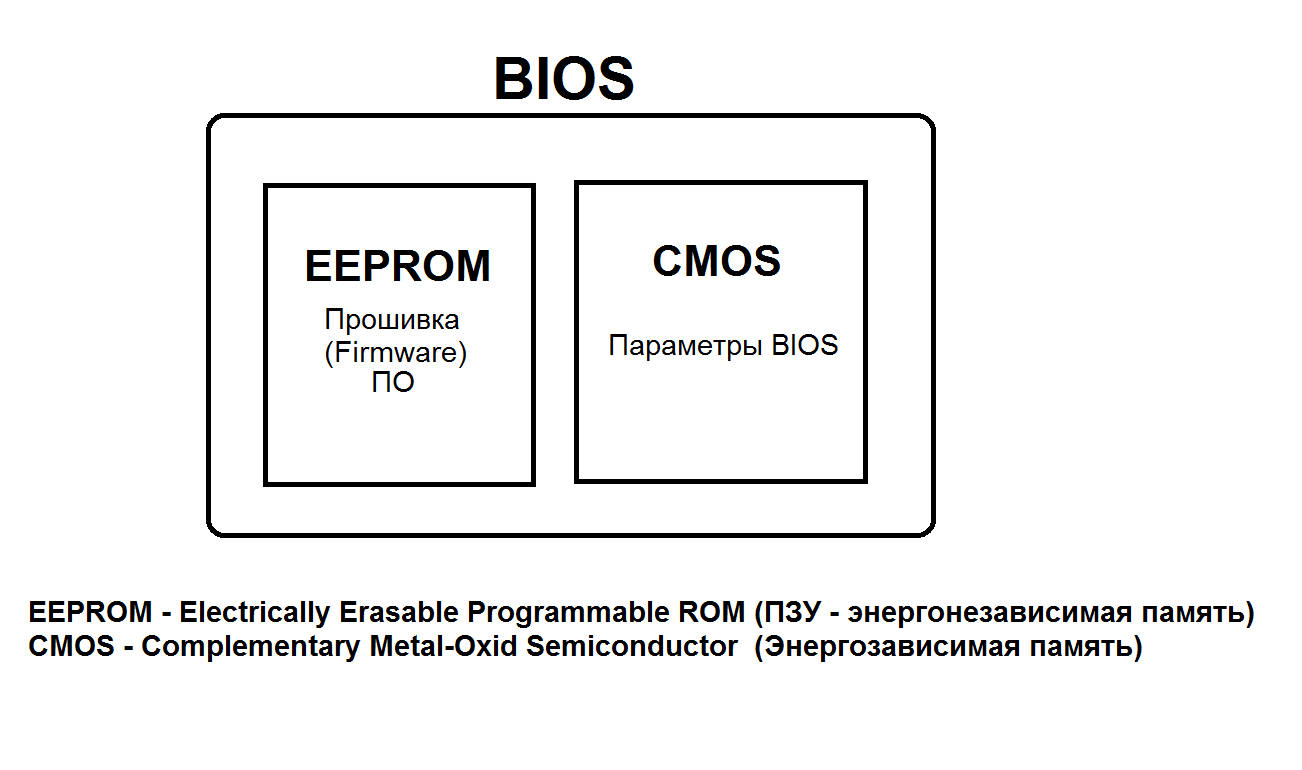 BIOS
EEPROM
Прошивка
(Firmware)
ПО
CMOS
Параметры BIOS
EEPROM - Electrically Erasable Programmable ROM (ПЗУ - энергонезависимая память)
CMOS - Complementary Metal-Oxid Semiconductor  (Энергозависимая память)